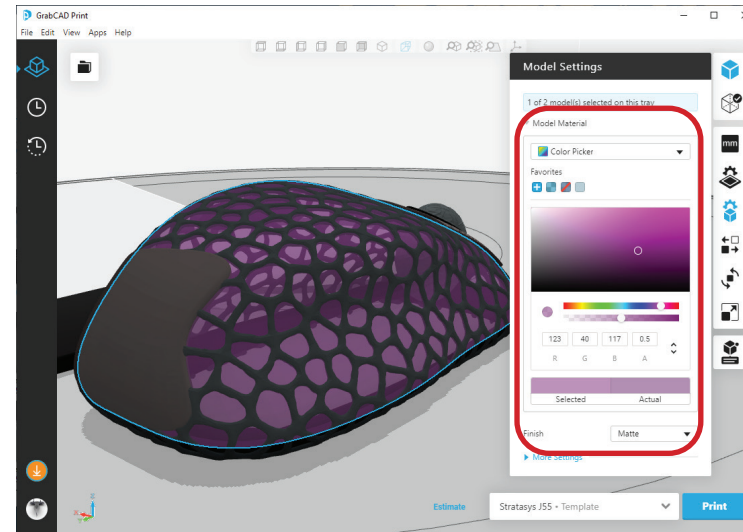 GrabCAD Print
File Edit View Apps Help
Model Settings
1 of 2 model(s) selected on this tray
Model Material
Color Picker
Favorites
mm
123 40 117 0.5
R G B A
Selected Actual
Finish Matte
More Settings
Estimate Stratasys J55 • Template Print